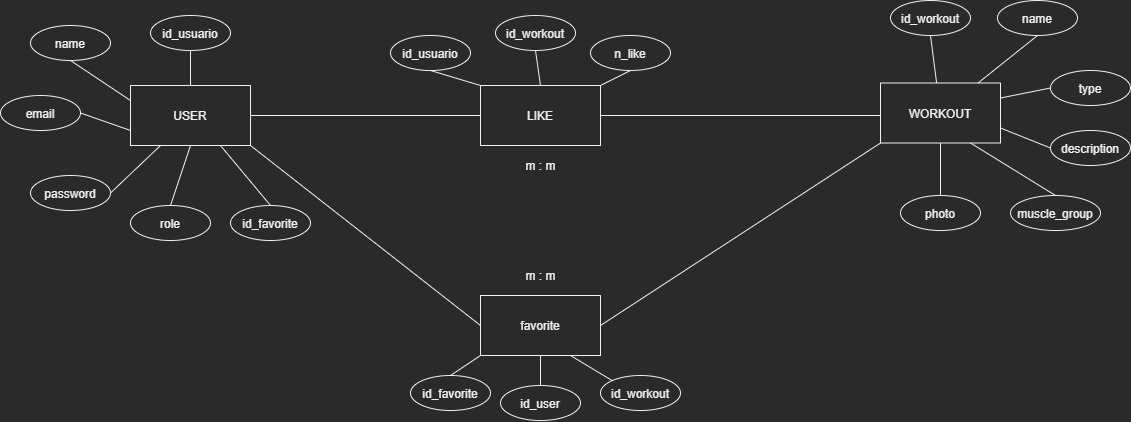 name
id_usuario
email
USER
password
role
id_favorite
id_usuario
id_workout
n_like
LIKE
m : m
id_workout
name
type
WORKOUT
description
photo
muscle_group
m : m
favorite
id_favorite
id_user
id_workout